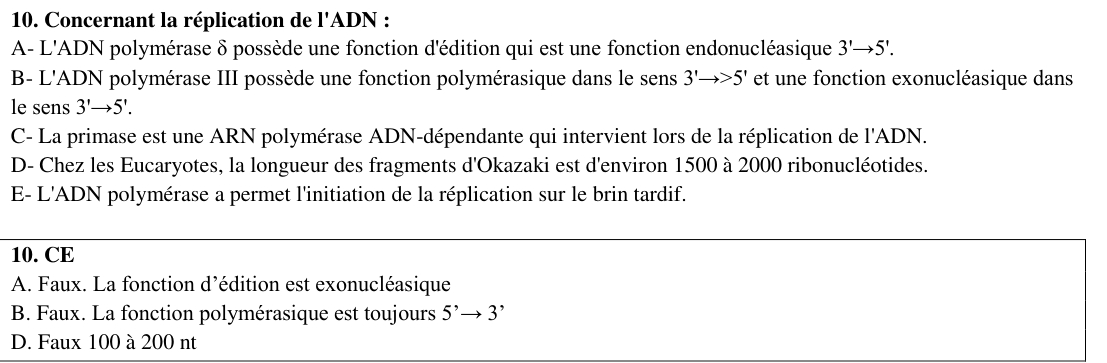 10. Concernant la réplication de l'ADN :
A- L'ADN polymérase δ possède une fonction d'édition qui est une fonction endonucléasique 3'→5'.
B- L'ADN polymérase III possède une fonction polymérasique dans le sens 3'→>5' et une fonction exonucléasique dans
le sens 3'→5'.
C- La primase est une ARN polymérase ADN-dépendante qui intervient lors de la réplication de l'ADN.
D- Chez les Eucaryotes, la longueur des fragments d'Okazaki est d'environ 1500 à 2000 ribonucléotides.
E- L'ADN polymérase a permet l'initiation de la réplication sur le brin tardif.
10. CE
A. Faux. La fonction d’édition est exonucléasique
B. Faux. La fonction polymérasique est toujours 5’→ 3’
D. Faux 100 à 200 nt